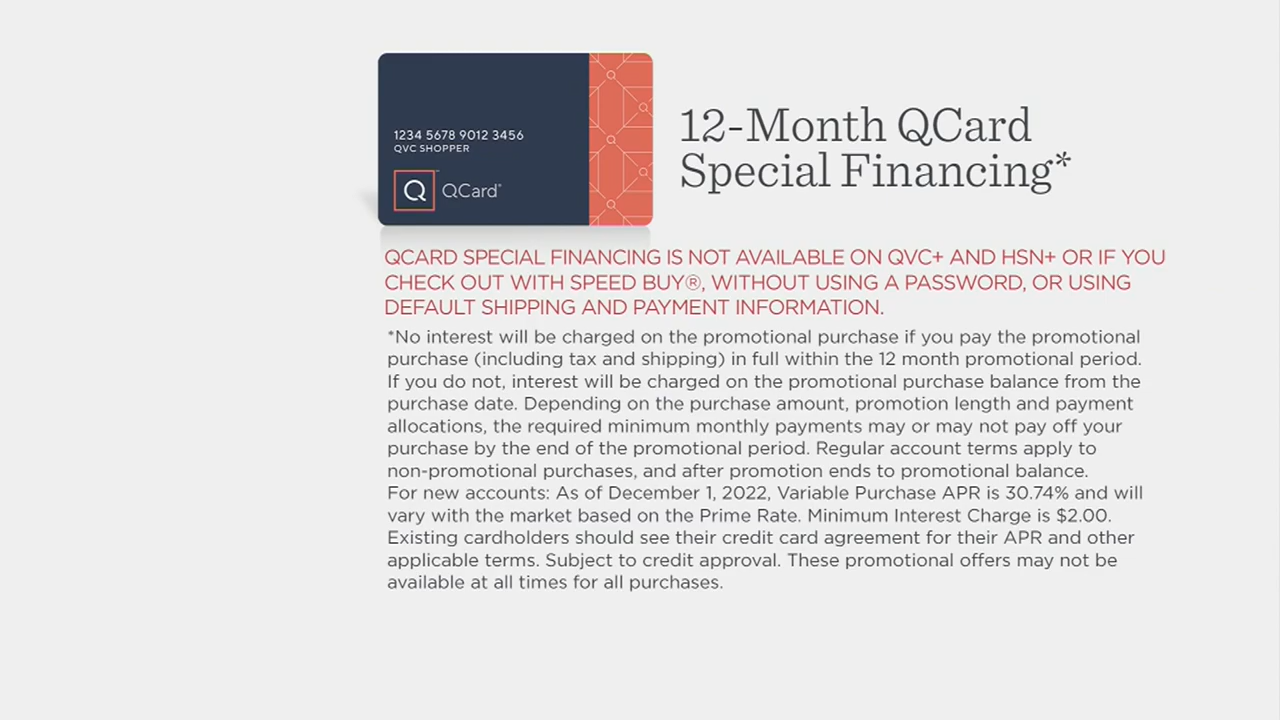 1234 5678 9012 3456
QVC SHOPPER
Q QCard®
12-Month QCard
Special Financing*
QCARD SPECIAL FINANCING IS NOT AVAILABLE ON QVC+ AND HSN+ OR IF YOU
CHECK OUT WITH SPEED BUY®, WITHOUT USING A PASSWORD, OR USING
DEFAULT SHIPPING AND PAYMENT INFORMATION.
*No interest will be charged on the promotional purchase if you pay the promotional
purchase (including tax and shipping) in full within the 12 month promotional period.
If you do not, interest will be charged on the promotional purchase balance from the
purchase date. Depending on the purchase amount, promotion length and payment
allocations, the required minimum monthly payments may or may not pay off your
purchase by the end of the promotional period. Regular account terms apply to
non-promotional purchases, and after promotion ends to promotional balance.
For new accounts: As of December 1, 2022, Variable Purchase APR is 30.74% and will
vary with the market based on the Prime Rate. Minimum Interest Charge is $2.00.
Existing cardholders should see their credit card agreement for their APR and other
applicable terms. Subject to credit approval. These promotional offers may not be
available at all times for all purchases.